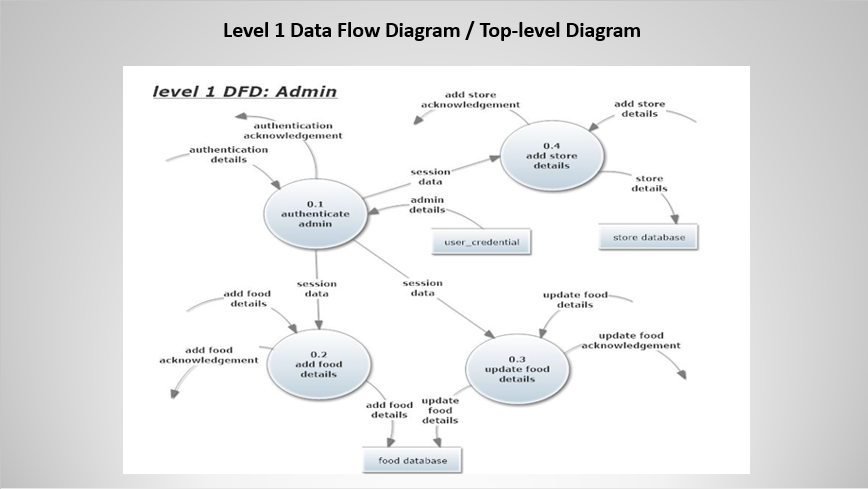 Level 1 Data Flow Diagram / Top-level Diagram
level 1 DFD: Admin
add store
acknowledgement
add store
details
authentication
acknowledgement
authentication
details
0.4
add store
details
session
data
store
details
admin
details
0.1
authenticate
admin
user_credential
store database
session
data
session
data
add food
details
update food
details
add food
acknowledgement
update food
acknowledgement
0.2
add food
details
0.3
update food
details
add food
details
update
food
details
food database